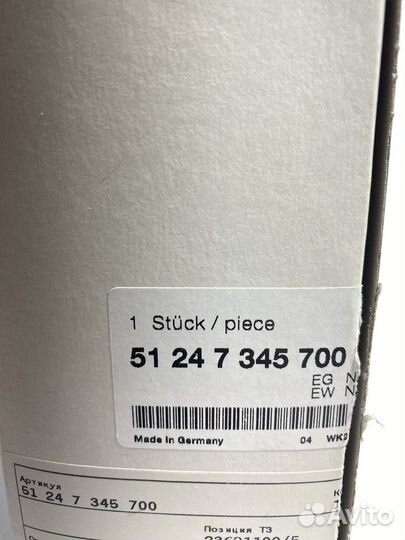 1 Stück / piece
51 24 7 345 700
EG N
EW N
Made in Germany 04 WK2
Артикул
51 24 7 345 700
Позиция ТЗ
Avito